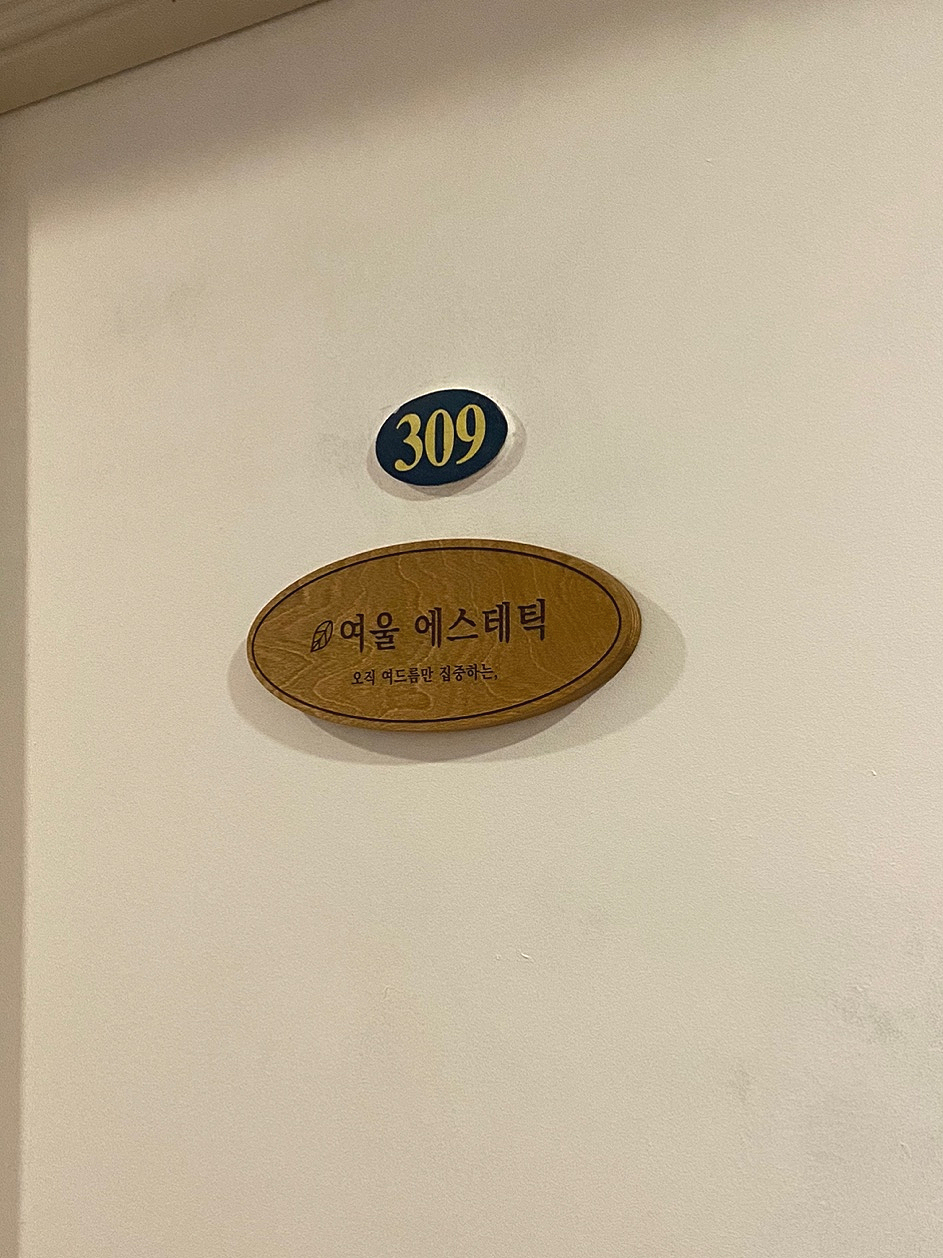 309
여울 에스테틱
오직 여드름만 집중하는,